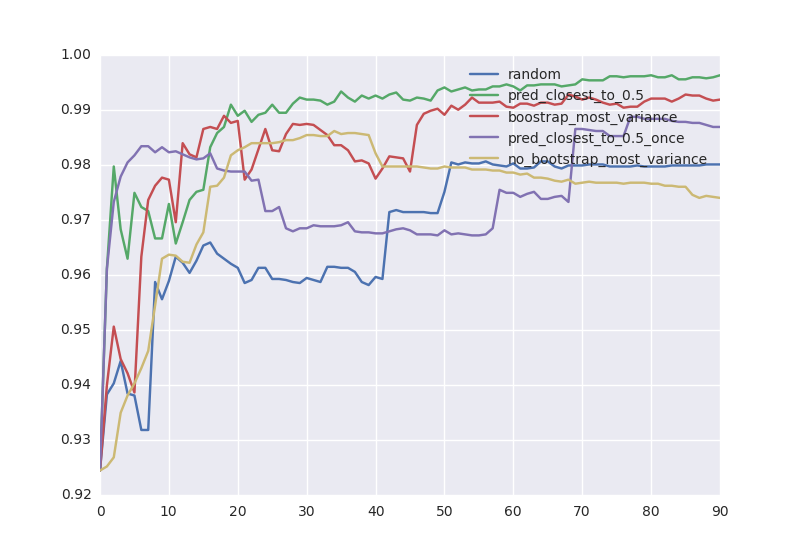 1.00
0.99
0.98
0.97
0.96
0.95
0.94
0.93
0.92
random
pred_closest_to_0.5
boostrap_most_variance
pred_closest_to_0.5_once
no_bootstrap_most_variance
0 10 20 30 40 50 60 70 80 90